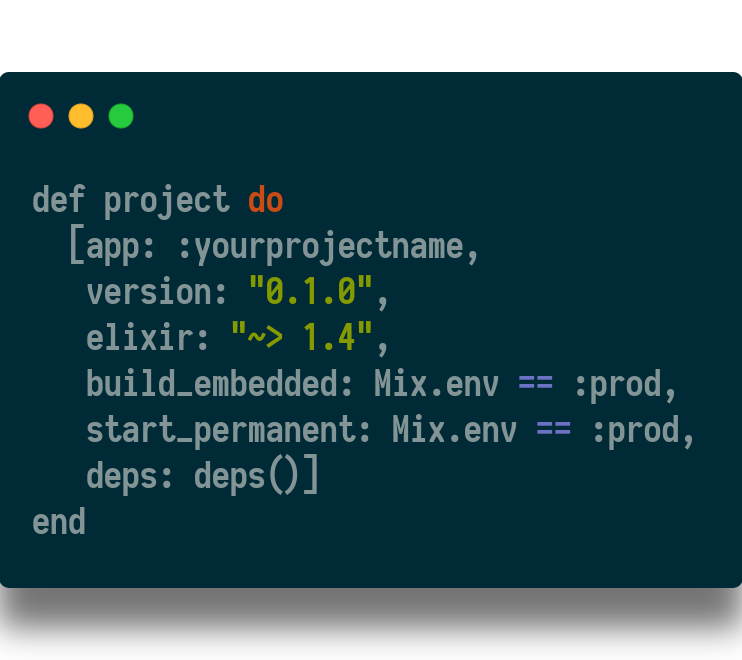 def project do
  [app: :yourprojectname,
   version: "0.1.0",
   elixir: "~> 1.4",
   build_embedded: Mix.env == :prod,
   start_permanent: Mix.env == :prod,
   deps: deps()]
end